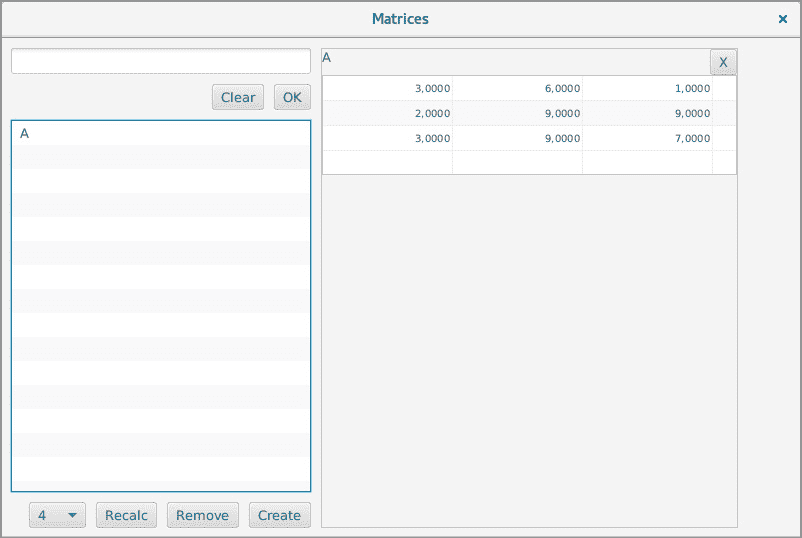 Matrices
×
Clear
OK
A
4
Recalc
Remove
Create
A
X
3,0000 6,0000 1,0000
2,0000 9,0000 9,0000
3,0000 9,0000 7,0000